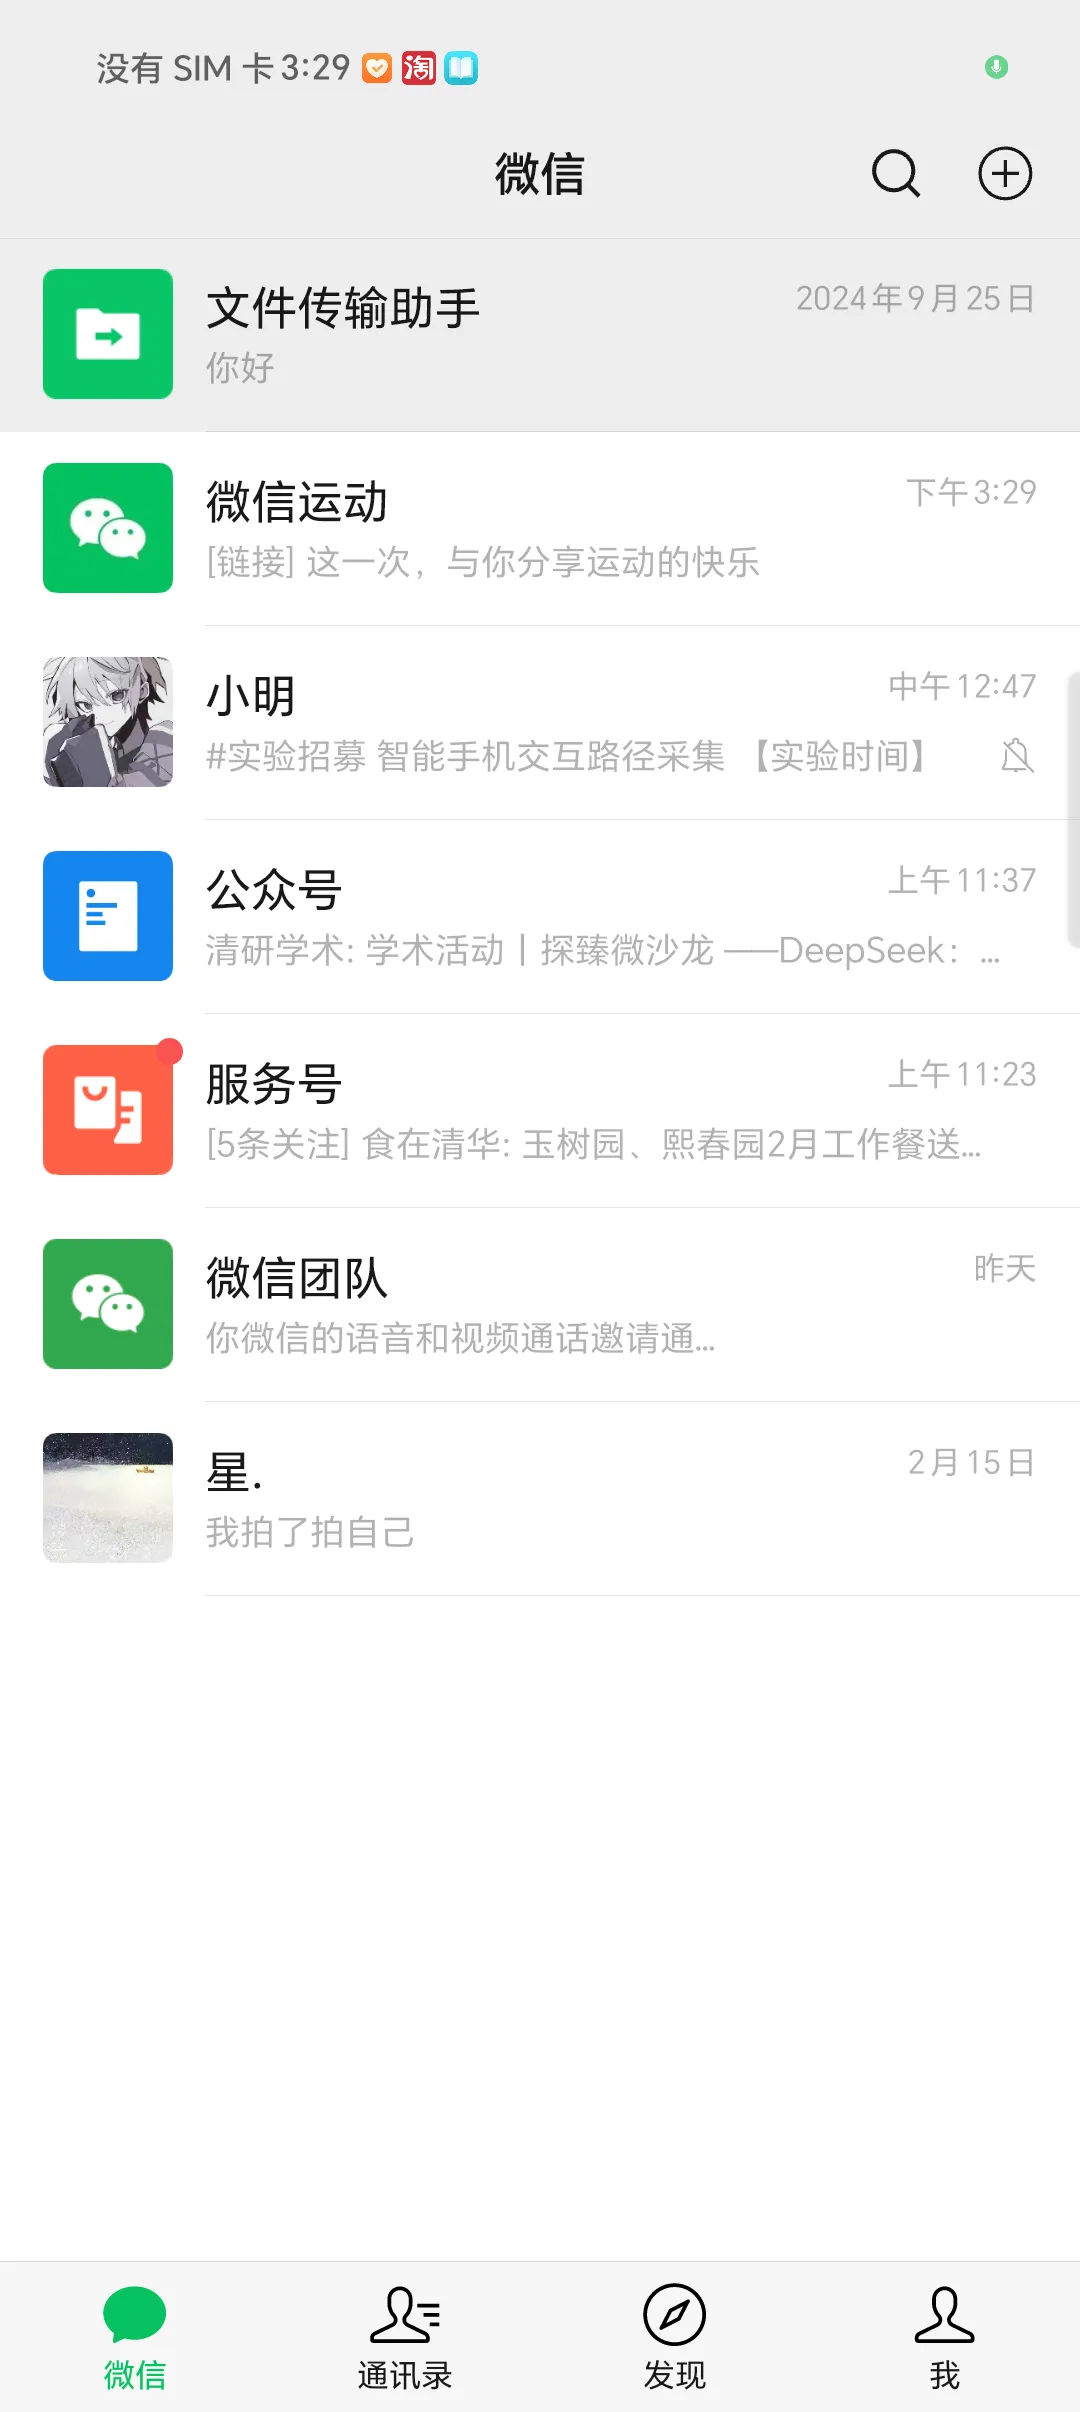 没有 SIM 卡 3:29 淘
微信
文件传输助手
2024年9月25日
你好
微信运动
下午3:29
[链接] 这一次，与你分享运动的快乐
小明
中午12:47
#实验招募 智能手机交互路径采集 【实验时间】
公众号
上午11:37
清研学术: 学术活动丨探臻微沙龙 ——DeepSeek：...
服务号
上午11:23
[5条关注] 食在清华: 玉树园、熙春园2月工作餐送...
微信团队
昨天
你微信的语音和视频通话邀请通...
星.
2月15日
我拍了拍自己
微信
通讯录
发现
我